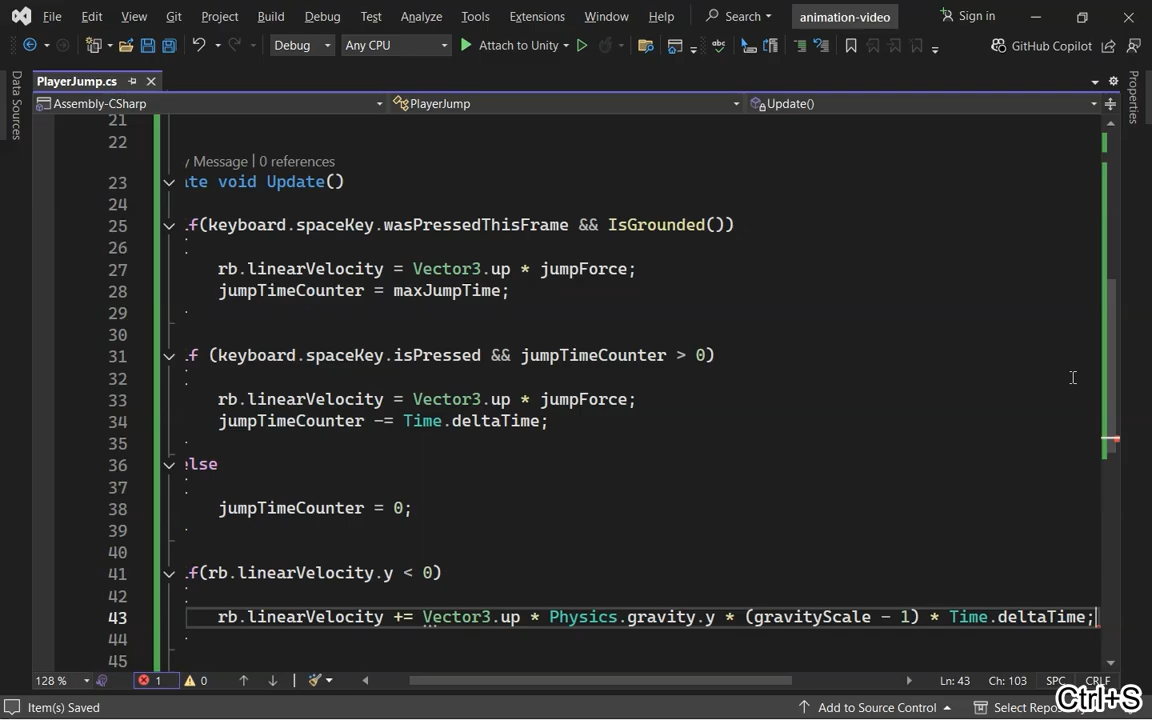 File Edit View Git Project Build Debug Test Analyze Tools Extensions Window Help Search animation-video Sign in
Debug Any CPU Attach to Unity GitHub Copilot
PlayerJump.cs
Assembly-CSharp PlayerJump Update()
Data Sources
Properties
21
22
y Message | 0 references
23 ate void Update()
24
25 if(keyboard.spaceKey.wasPressedThisFrame && IsGrounded())
26
27 rb.linearVelocity = Vector3.up * jumpForce;
28 jumpTimeCounter = maxJumpTime;
29
30
31 if (keyboard.spaceKey.isPressed && jumpTimeCounter > 0)
32
33 rb.linearVelocity = Vector3.up * jumpForce;
34 jumpTimeCounter -= Time.deltaTime;
35
36 else
37
38 jumpTimeCounter = 0;
39
40
41 if(rb.linearVelocity.y < 0)
42
43 rb.linearVelocity += Vector3.up * Physics.gravity.y * (gravityScale - 1) * Time.deltaTime;
44
45
128 % 1 0 Ln: 43 Ch: 103 SPC CRLF
Ctrl+S
Item(s) Saved Add to Source Control Select Repo